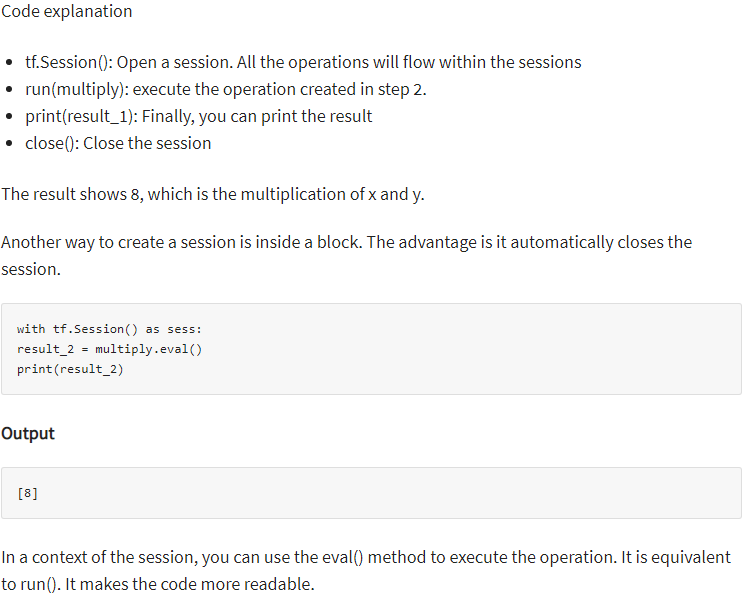 Code explanation
• tf.Session(): Open a session. All the operations will flow within the sessions
• run(multiply): execute the operation created in step 2.
• print(result_1): Finally, you can print the result
• close(): Close the session
The result shows 8, which is the multiplication of x and y.
Another way to create a session is inside a block. The advantage is it automatically closes the
session.
with tf.Session() as sess:
result_2 = multiply.eval()
print(result_2)
Output
[8]
In a context of the session, you can use the eval() method to execute the operation. It is equivalent
to run(). It makes the code more readable.